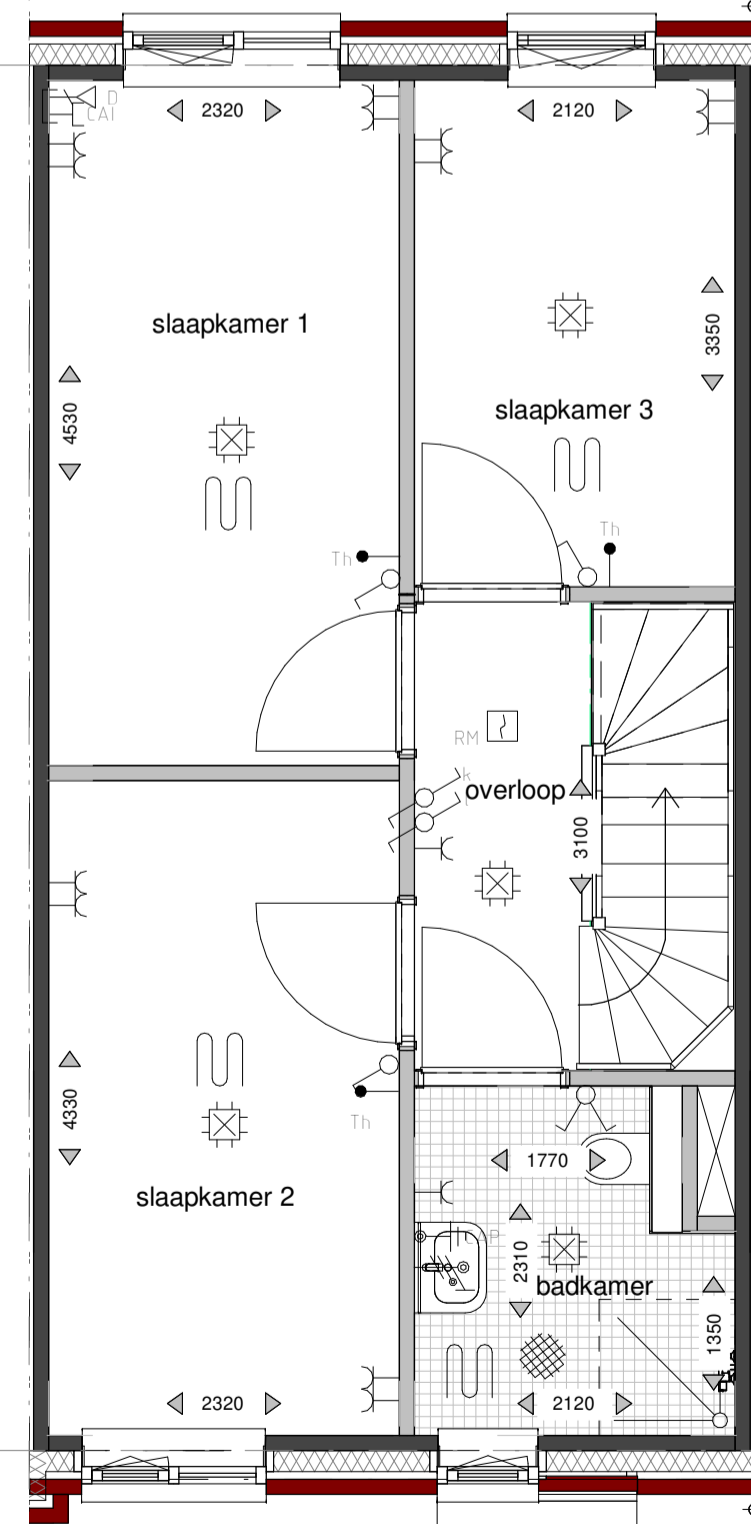 D
CAI
2320
2120
slaapkamer 1
3350
slaapkamer 3
4530
Th
Th
RM
k
overloop
3100
4330
Th
1770
slaapkamer 2
CAP
2310
badkamer
1350
2320
2120